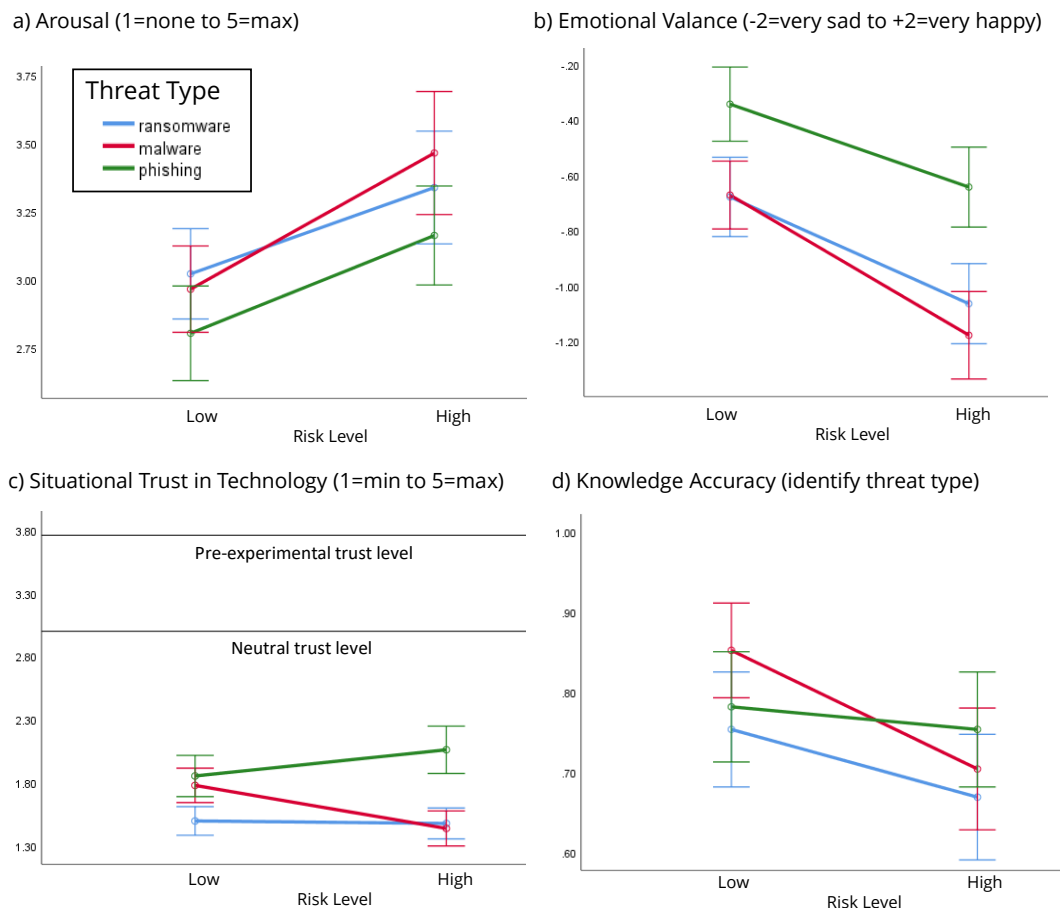 a) Arousal (1=none to 5=max)
3.75
3.50
3.25
3.00
2.75
Threat Type
ransomware
malware
phishing
Low
High
Risk Level
b) Emotional Valance (-2=very sad to +2=very happy)
-.20
-.40
-.60
-.80
-1.00
-1.20
Low
High
Risk Level
c) Situational Trust in Technology (1=min to 5=max)
3.80
3.30
2.80
2.30
1.80
1.30
Pre-experimental trust level
Neutral trust level
Low
High
Risk Level
d) Knowledge Accuracy (identify threat type)
1.00
.90
.80
.70
.60
Low
High
Risk Level